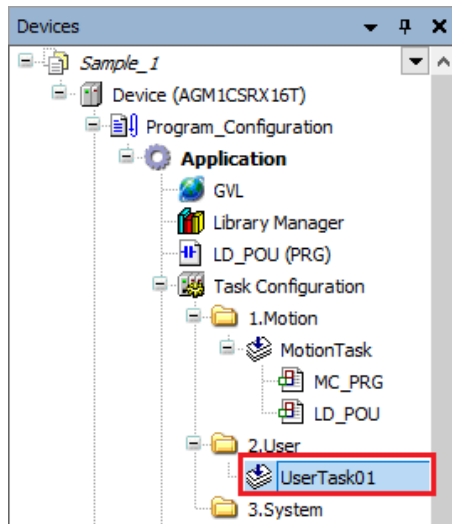 Devices
Sample_1
Device (AGM1CSRX16T)
Program_Configuration
Application
GVL
Library Manager
LD_POU (PRG)
Task Configuration
1.Motion
MotionTask
MC_PRG
LD_POU
2.User
UserTask01
3.System